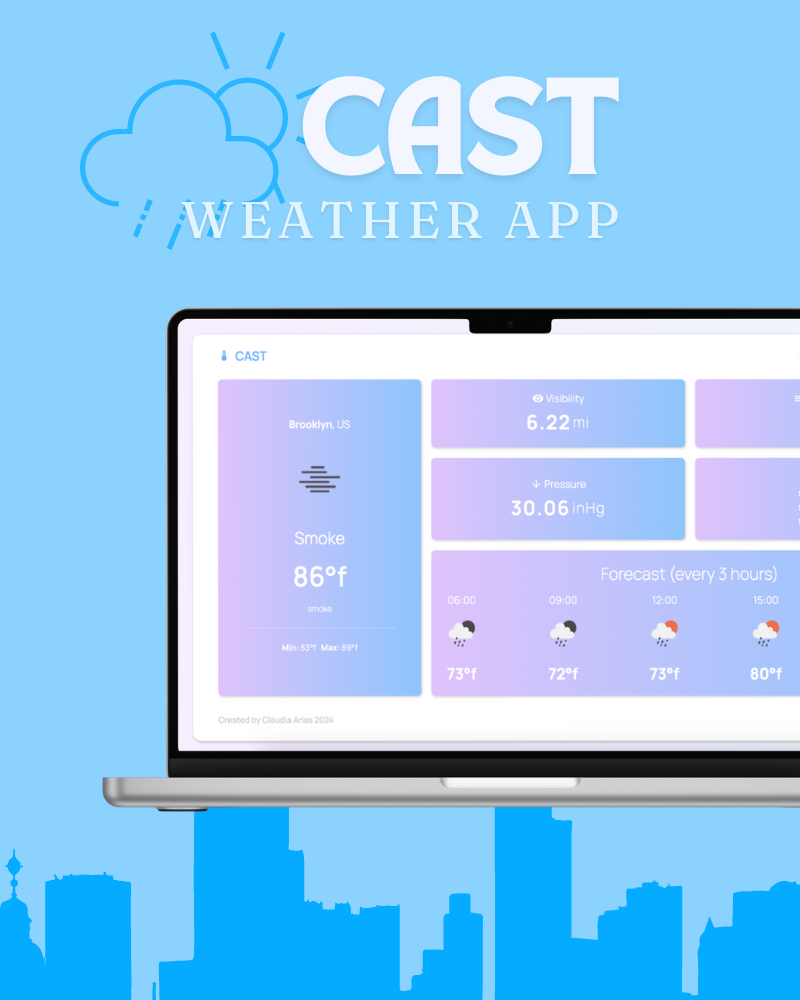 CAST
WEATHER APP
CAST
Brooklyn, US
Smoke
86°f
smoke
Min: 83°f Max: 89°f
Visibility
6.22 mi
Pressure
30.06 inHg
Forecast (every 3 hours)
06:00 09:00 12:00 15:00
73°f 72°f 73°f 80°f
Created by Claudia Arias 2024